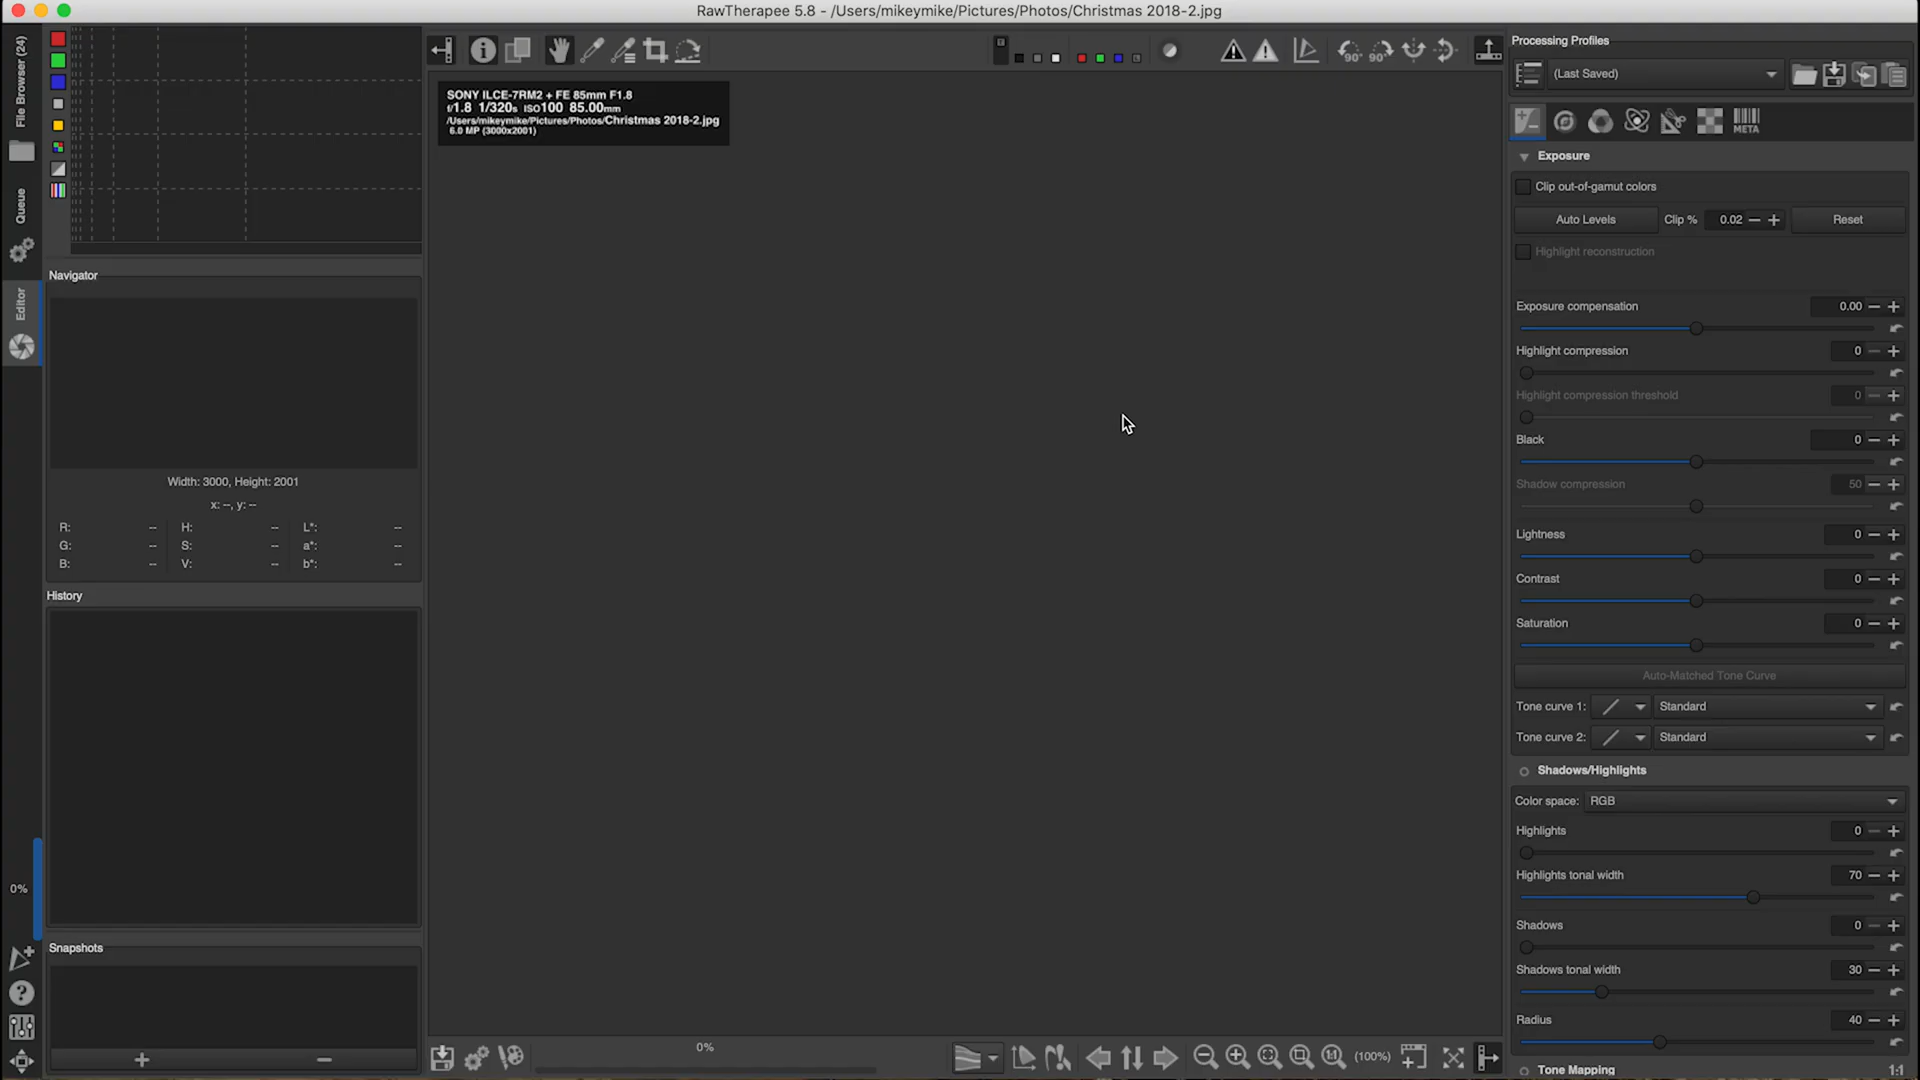 RawTherapee 5.8 - /Users/mikeymike/Pictures/Photos/Christmas 2018-2.jpg
File Browser (24)
Queue
Editor
0%
SONY ILCE-7RM2 + FE 85mm F1.8
f/1.8 1/320s ISO100 85.00mm
/Users/mikeymike/Pictures/Photos/Christmas 2018-2.jpg
6.0 MP (3000x2001)
Navigator
Width: 3000, Height: 2001
x: --, y: --
R: -- H: -- L*: --
G: -- S: -- a*: --
B: -- V: -- b*: --
History
Snapshots
90° 90°
0%
(100%)
Processing Profiles
(Last Saved)
META
Exposure
Clip out-of-gamut colors
Auto Levels Clip % 0.02 Reset
Highlight reconstruction
Exposure compensation 0.00
Highlight compression 0
Highlight compression threshold 0
Black 0
Shadow compression 50
Lightness 0
Contrast 0
Saturation 0
Auto-Matched Tone Curve
Tone curve 1: Standard
Tone curve 2: Standard
Shadows/Highlights
Color space: RGB
Highlights 0
Highlights tonal width 70
Shadows 0
Shadows tonal width 30
Radius 40
Tone Mapping 1:1